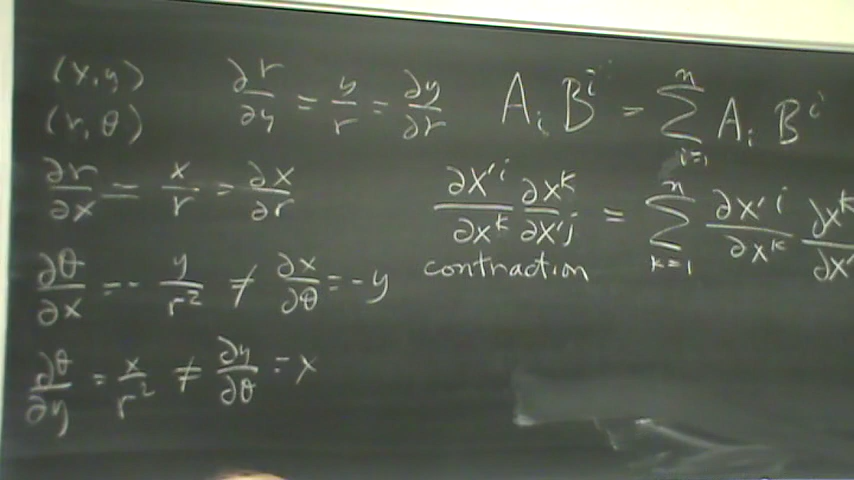 (x,y)
(r,θ)
∂r/∂y = y/r = ∂y/∂r
∂r/∂x = x/r = ∂x/∂r
∂θ/∂x = - y/r² ≠ ∂x/∂θ = -y
∂θ/∂y = x/r² ≠ ∂y/∂θ = x
A_i B^i = Σ_{i=1}^{n} A_i B^i
∂x'^i/∂x^k ∂x^k/∂x'^j = Σ_{k=1}^{n} ∂x'^i/∂x^k ∂x^k/∂x'
contraction